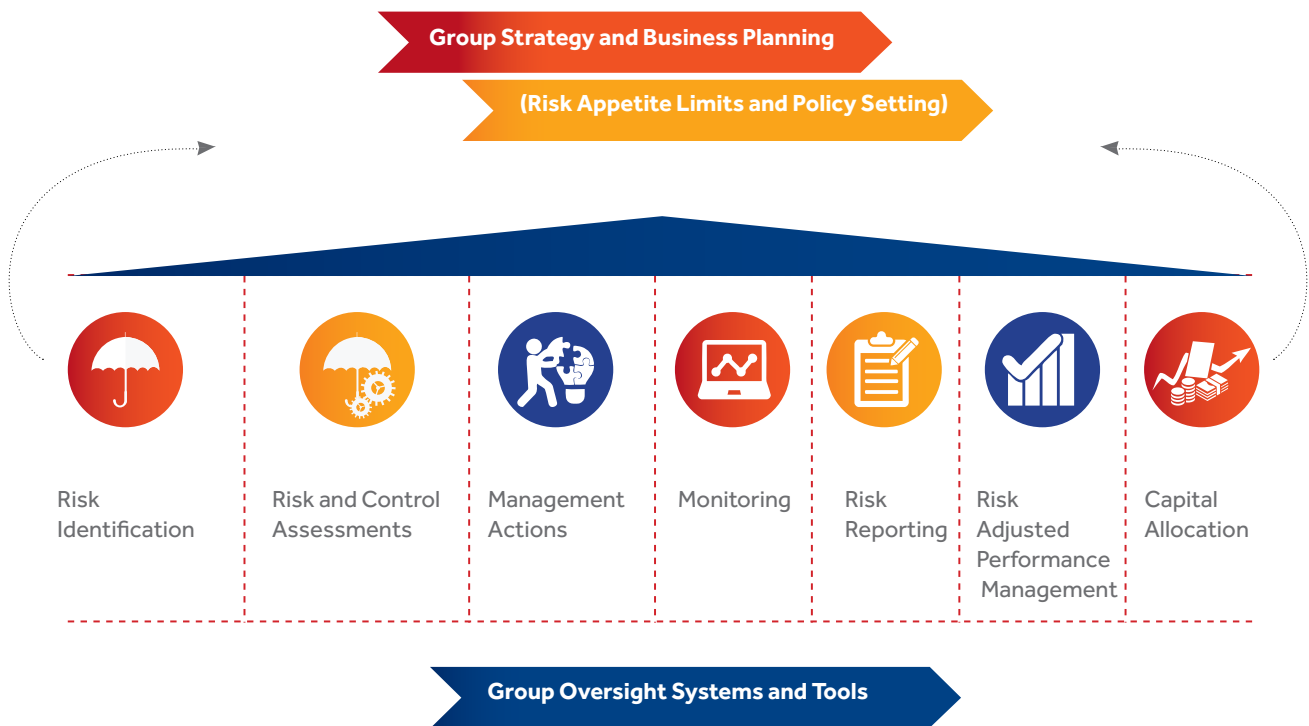 Group Strategy and Business Planning
(Risk Appetite Limits and Policy Setting)
Risk
Identification
Risk and Control
Assessments
Management
Actions
Monitoring
Risk
Reporting
Risk
Adjusted
Performance
Management
Capital
Allocation
Group Oversight Systems and Tools